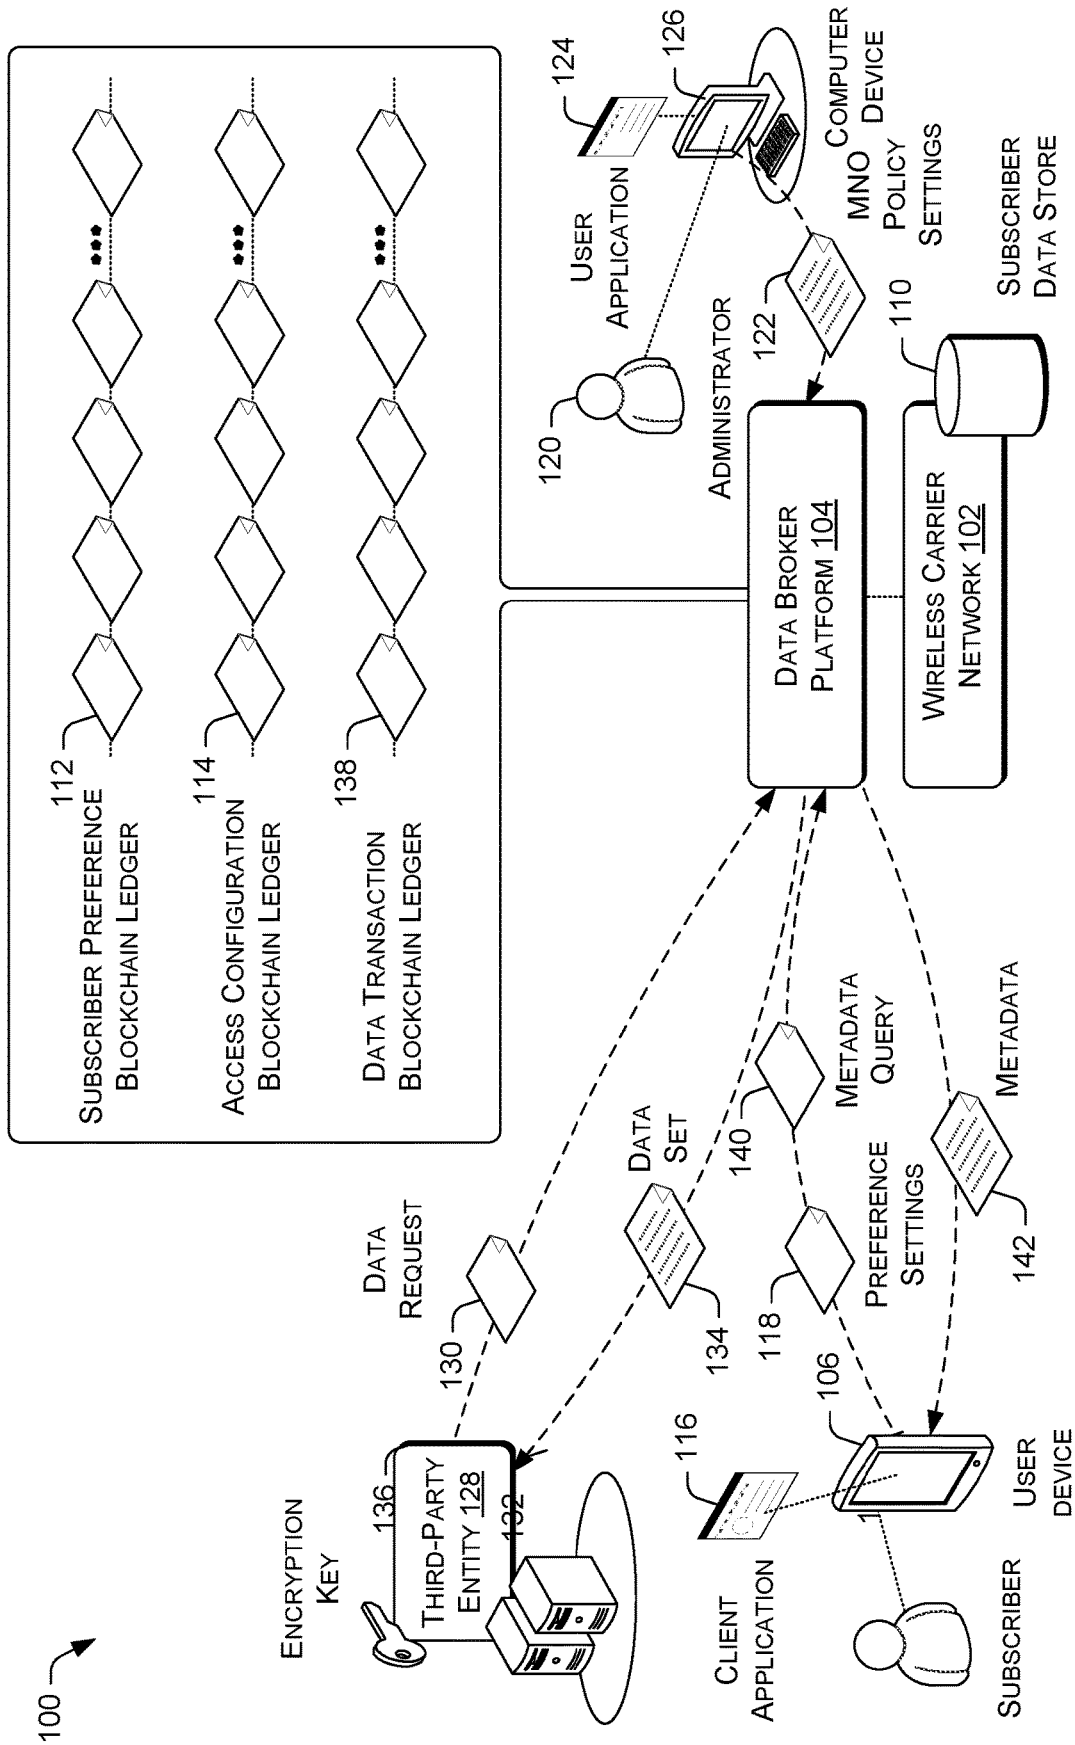 100
SUBSCRIBER PREFERENCE
BLOCKCHAIN LEDGER
112
ACCESS CONFIGURATION
BLOCKCHAIN LEDGER
114
DATA TRANSACTION
BLOCKCHAIN LEDGER
138
ENCRYPTION
KEY
136
THIRD-PARTY
ENTITY 128
132
DATA
REQUEST
130
DATA
SET
134
USER
APPLICATION
124
126
COMPUTER
DEVICE
120
ADMINISTRATOR
122
MNO
POLICY
SETTINGS
CLIENT
APPLICATION
116
118
PREFERENCE
SETTINGS
140
METADATA
QUERY
DATA BROKER
PLATFORM 104
WIRELESS CARRIER
NETWORK 102
110
SUBSCRIBER
DATA STORE
SUBSCRIBER
1
106
USER
DEVICE
142
METADATA